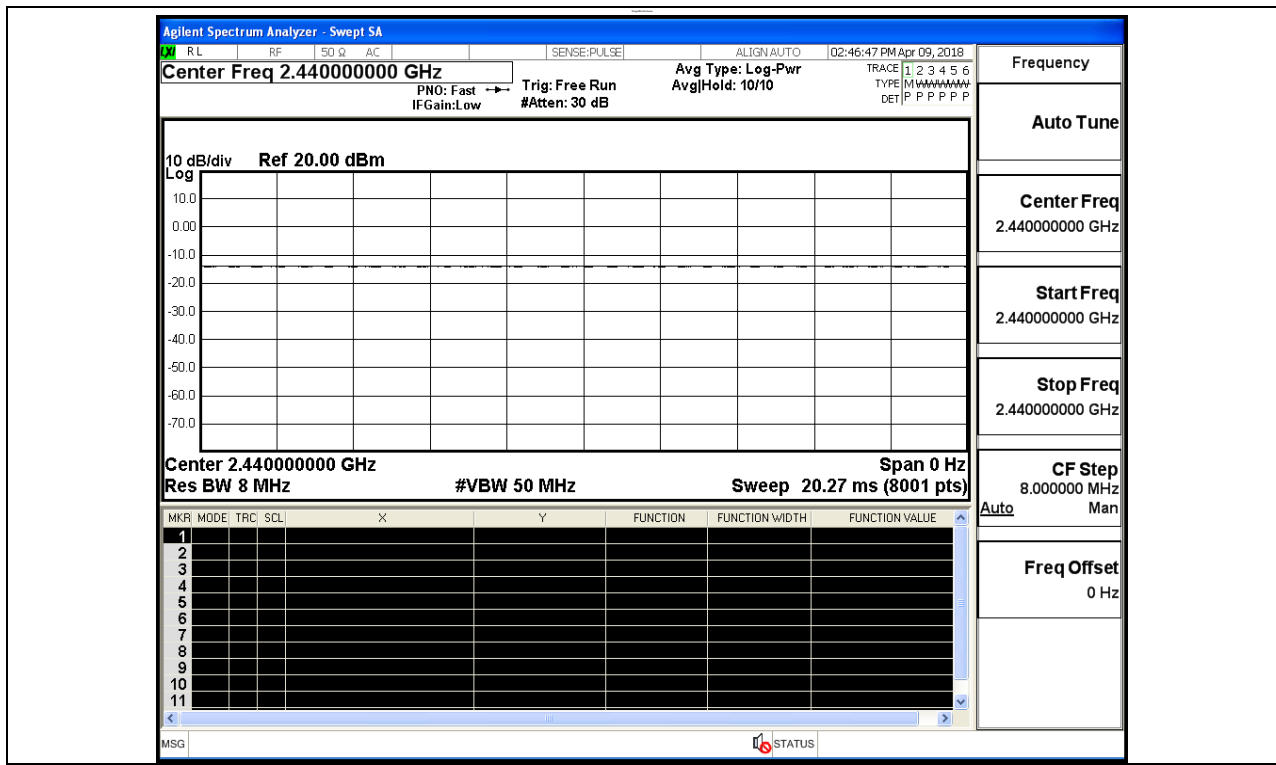 Agilent Spectrum Analyzer - Swept SA
LXI RL RF 50 Ω AC SENSE:PULSE ALIGN AUTO 02:46:47 PM Apr 09, 2018
Center Freq 2.440000000 GHz
PNO: Fast
IFGain:Low
Trig: Free Run
#Atten: 30 dB
Avg Type: Log-Pwr
Avg|Hold: 10/10
TRACE 1 2 3 4 5 6
TYPE M WWWWW
DET P P P P P P
10 dB/div Ref 20.00 dBm
Log
10.0
0.00
-10.0
-20.0
-30.0
-40.0
-50.0
-60.0
-70.0
Center 2.440000000 GHz Span 0 Hz
Res BW 8 MHz #VBW 50 MHz Sweep 20.27 ms (8001 pts)
MKR MODE TRC SCL X Y FUNCTION FUNCTION WIDTH FUNCTION VALUE
1
2
3
4
5
6
7
8
9
10
11
MSG STATUS
Frequency
Auto Tune
Center Freq
2.440000000 GHz
Start Freq
2.440000000 GHz
Stop Freq
2.440000000 GHz
CF Step
8.000000 MHz
Auto Man
Freq Offset
0 Hz